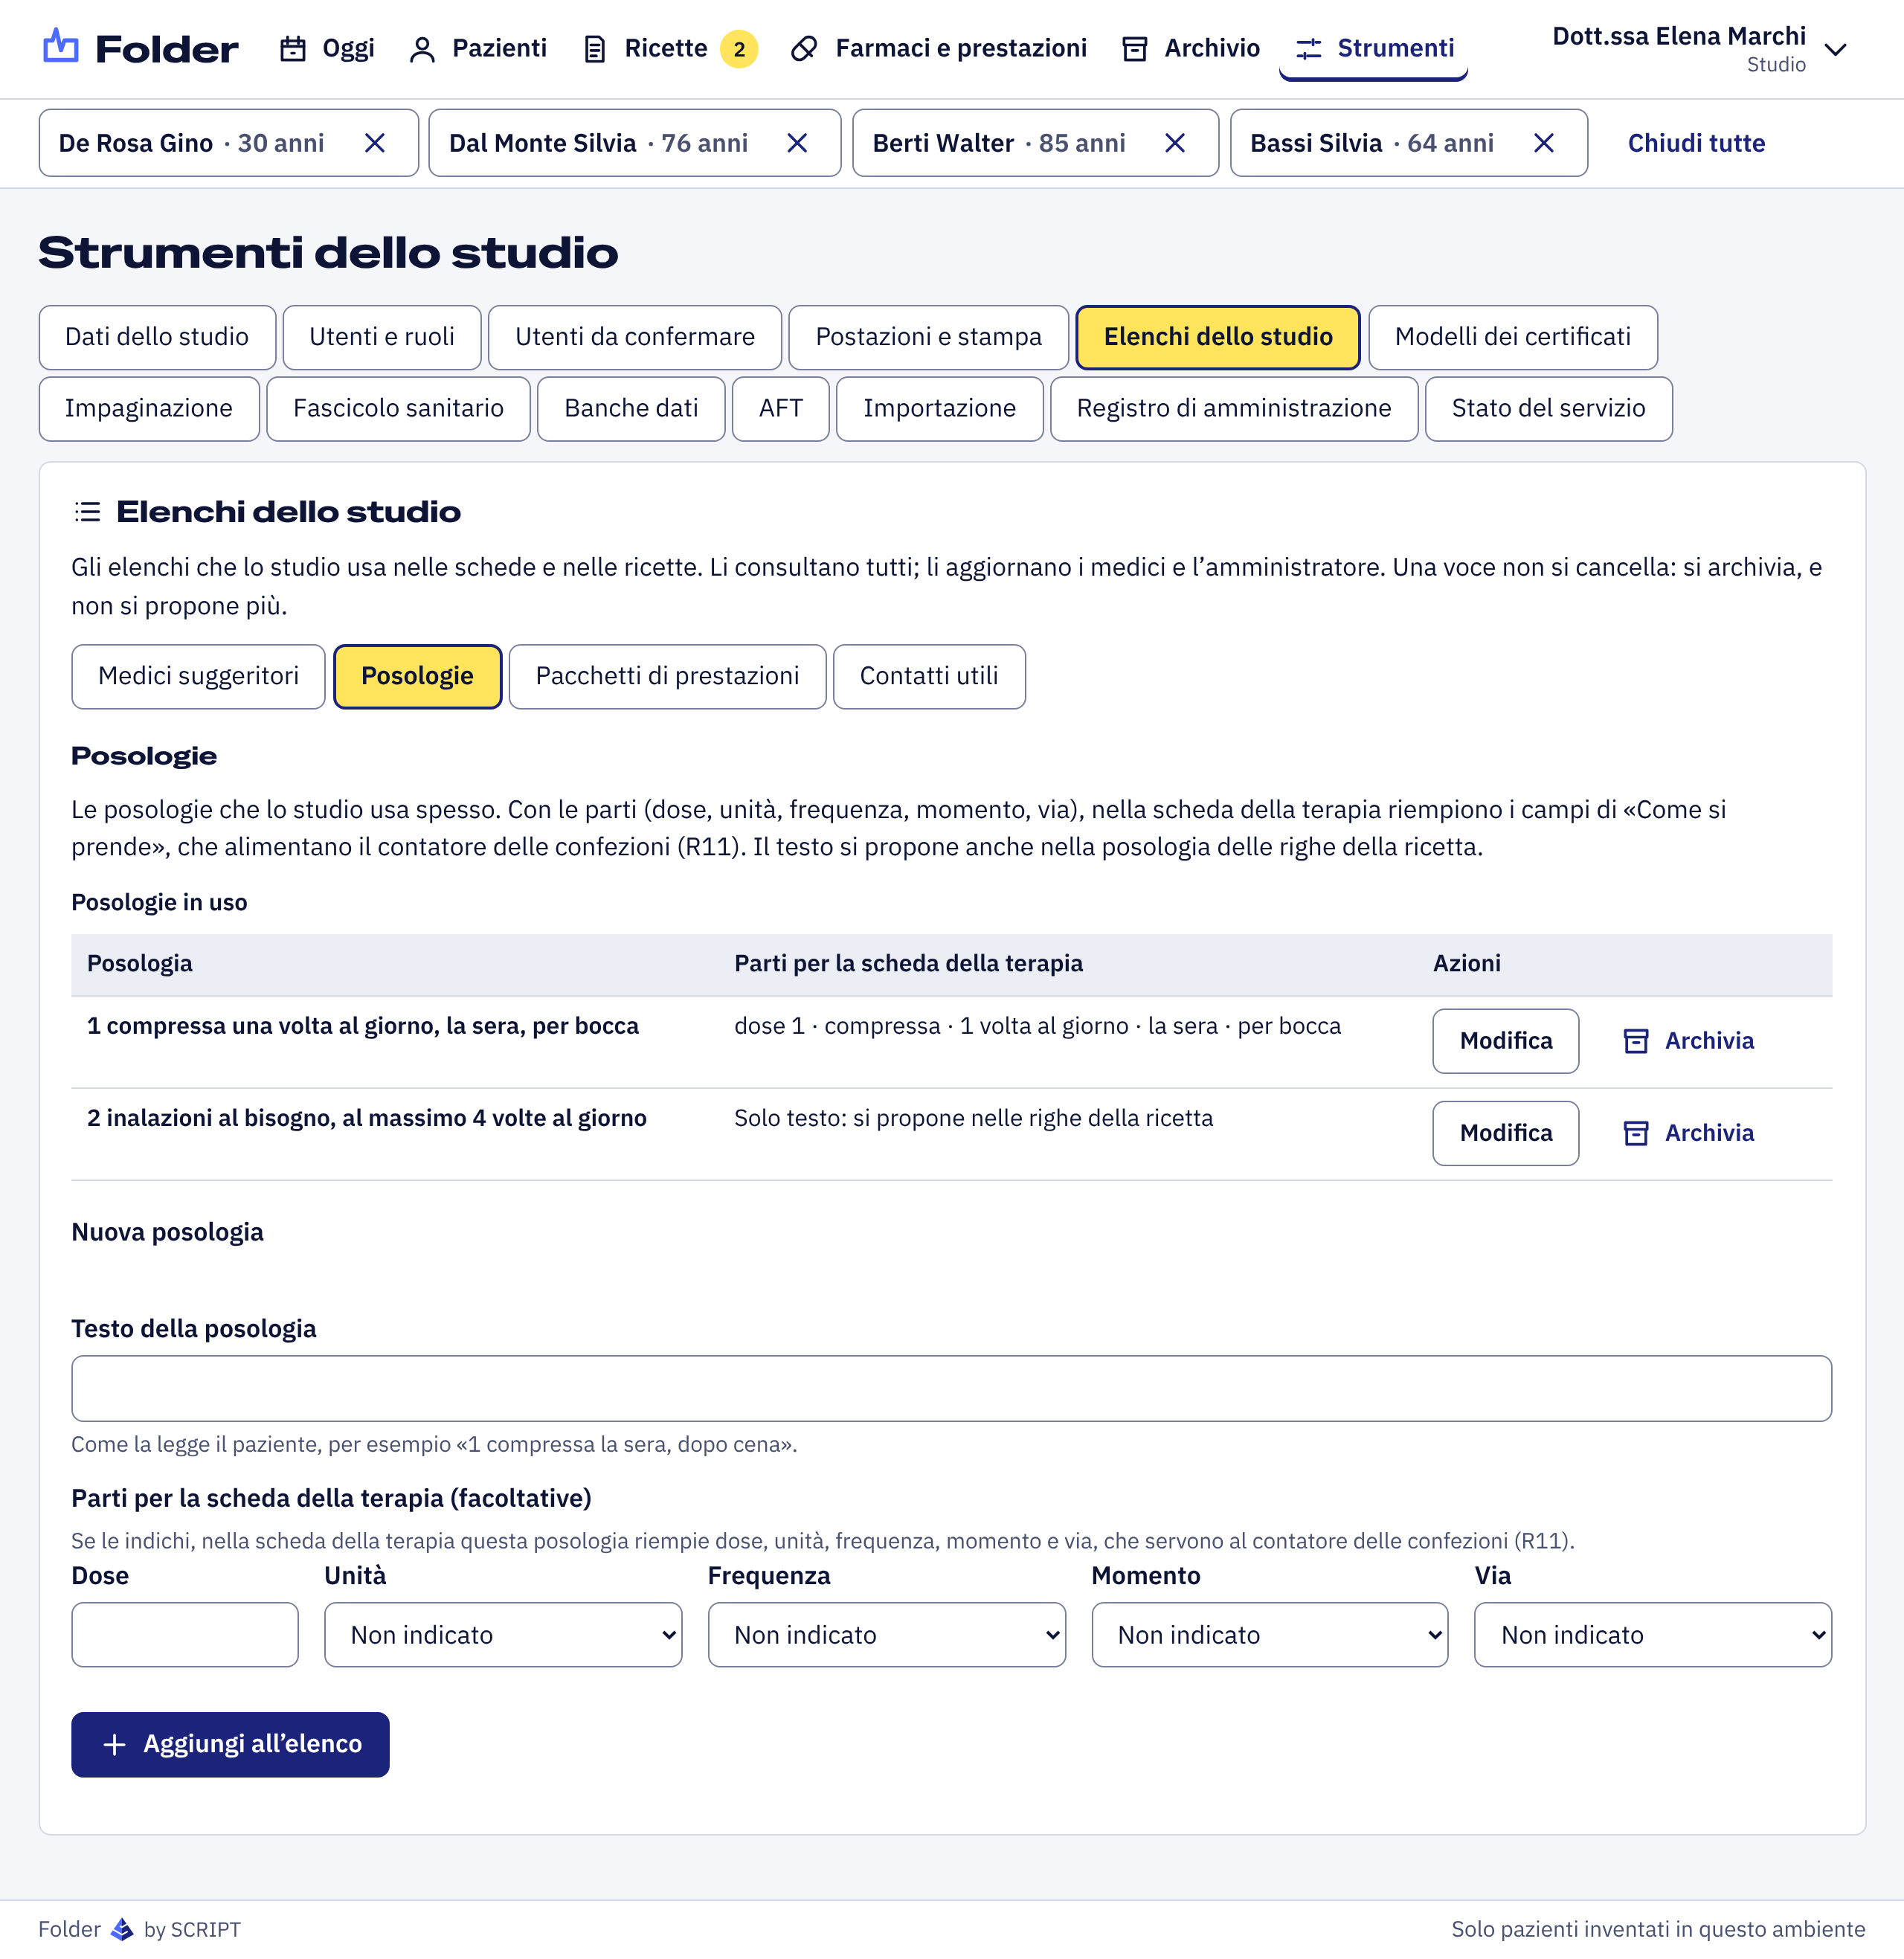 Folder
Oggi
Pazienti
Ricette 2
Farmaci e prestazioni
Archivio
Strumenti
Dott.ssa Elena Marchi
Studio
De Rosa Gino · 30 anni
Dal Monte Silvia · 76 anni
Berti Walter · 85 anni
Bassi Silvia · 64 anni
Chiudi tutte
Strumenti dello studio
Dati dello studio
Utenti e ruoli
Utenti da confermare
Postazioni e stampa
Elenchi dello studio
Modelli dei certificati
Impaginazione
Fascicolo sanitario
Banche dati
AFT
Importazione
Registro di amministrazione
Stato del servizio
Elenchi dello studio
Gli elenchi che lo studio usa nelle schede e nelle ricette. Li consultano tutti; li aggiornano i medici e l’amministratore. Una voce non si cancella: si archivia, e
non si propone più.
Medici suggeritori
Posologie
Pacchetti di prestazioni
Contatti utili
Posologie
Le posologie che lo studio usa spesso. Con le parti (dose, unità, frequenza, momento, via), nella scheda della terapia riempiono i campi di «Come si
prende», che alimentano il contatore delle confezioni (R11). Il testo si propone anche nella posologia delle righe della ricetta.
Posologie in uso
Posologia
Parti per la scheda della terapia
Azioni
1 compressa una volta al giorno, la sera, per bocca
dose 1 · compressa · 1 volta al giorno · la sera · per bocca
Modifica
Archivia
2 inalazioni al bisogno, al massimo 4 volte al giorno
Solo testo: si propone nelle righe della ricetta
Modifica
Archivia
Nuova posologia
Testo della posologia
Come la legge il paziente, per esempio «1 compressa la sera, dopo cena».
Parti per la scheda della terapia (facoltative)
Se le indichi, nella scheda della terapia questa posologia riempie dose, unità, frequenza, momento e via, che servono al contatore delle confezioni (R11).
Dose
Unità
Frequenza
Momento
Via
Non indicato
Non indicato
Non indicato
Non indicato
Aggiungi all’elenco
Folder by SCRIPT
Solo pazienti inventati in questo ambiente